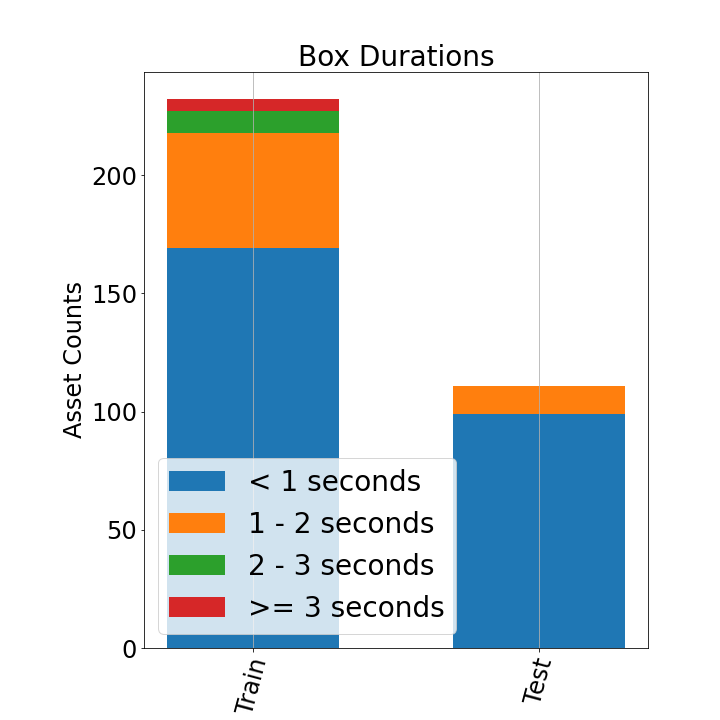 Box Durations
Asset Counts
200
150
100
50
0
< 1 seconds
1 - 2 seconds
2 - 3 seconds
>= 3 seconds
Train
Test